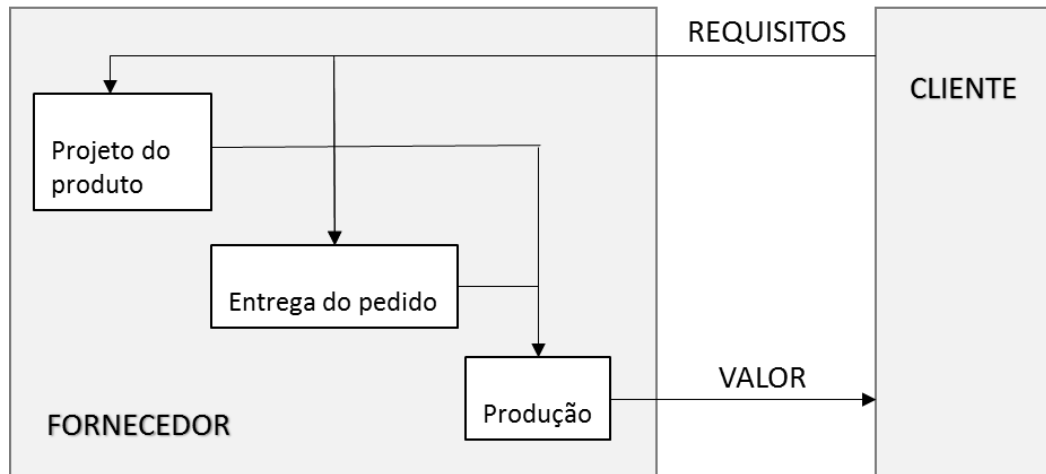 REQUISITOS
CLIENTE
Projeto do
produto
Entrega do pedido
VALOR
Produção
FORNECEDOR